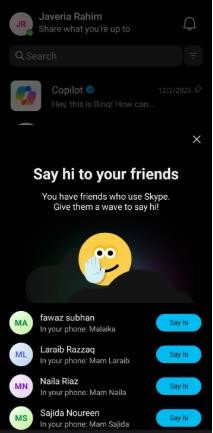 JR
Javeria Rahim
Share what you're up to
Search
Copilot
12/2/2023
Hey, this is Bing! How can...
Say hi to your friends
You have friends who use Skype.
Give them a wave to say hi!
MA
fawaz subhan
In your phone: Malaika
Say hi
ML
Laraib Razzaq
In your phone: Mam Laraib
Say hi
MN
Naila Riaz
In your phone: Mam Naila
Say hi
MS
Sajida Noureen
In your phone: Mam Sajida
Say hi